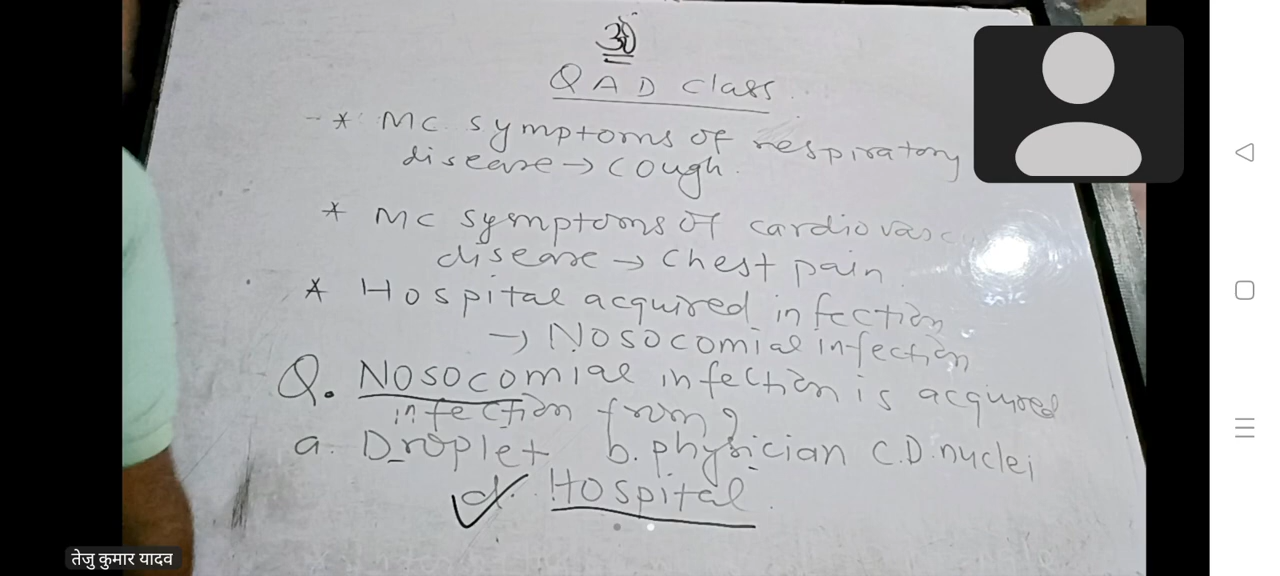 ॐ
QAD class
* Mc symptoms of respiratory
disease → cough.
* Mc symptoms of
disease → chest pain
* Hospital acquired infection
→ Nosocomial infection
Q. Nosocomial infection is acquired
infection from?
a. Droplet b. physician C. D. nuclei
d. Hospital.
तेजु कुमार यादव